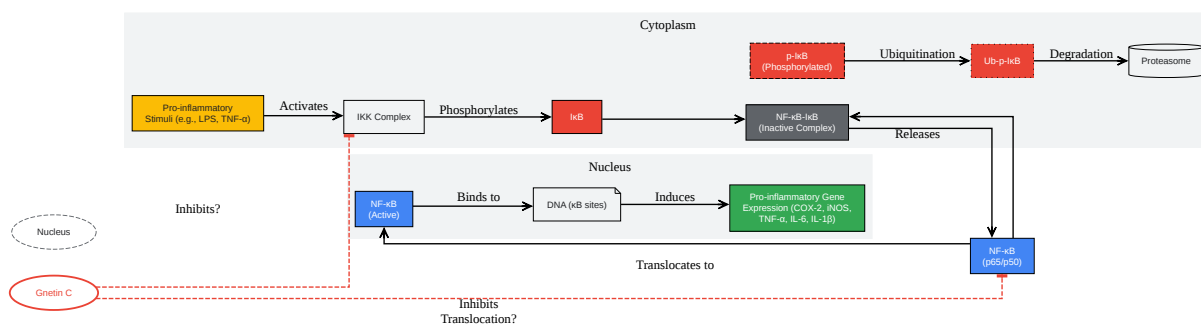 Cytoplasm
p-IκB
(Phosphorylated)
Ubiquitination
Ub-p-IκB
Degradation
Proteasome
Pro-inflammatory
Stimuli (e.g., LPS, TNF-α)
Activates
IKK Complex
Phosphorylates
IκB
NF-κB-IκB
(Inactive Complex)
Releases
Nucleus
NF-κB
(Active)
Binds to
DNA (κB sites)
Induces
Pro-inflammatory Gene
Expression (COX-2, iNOS,
TNF-α, IL-6, IL-1β)
Inhibits?
Nucleus
Translocates to
NF-κB
(p65/p50)
Gnetin C
Inhibits
Translocation?